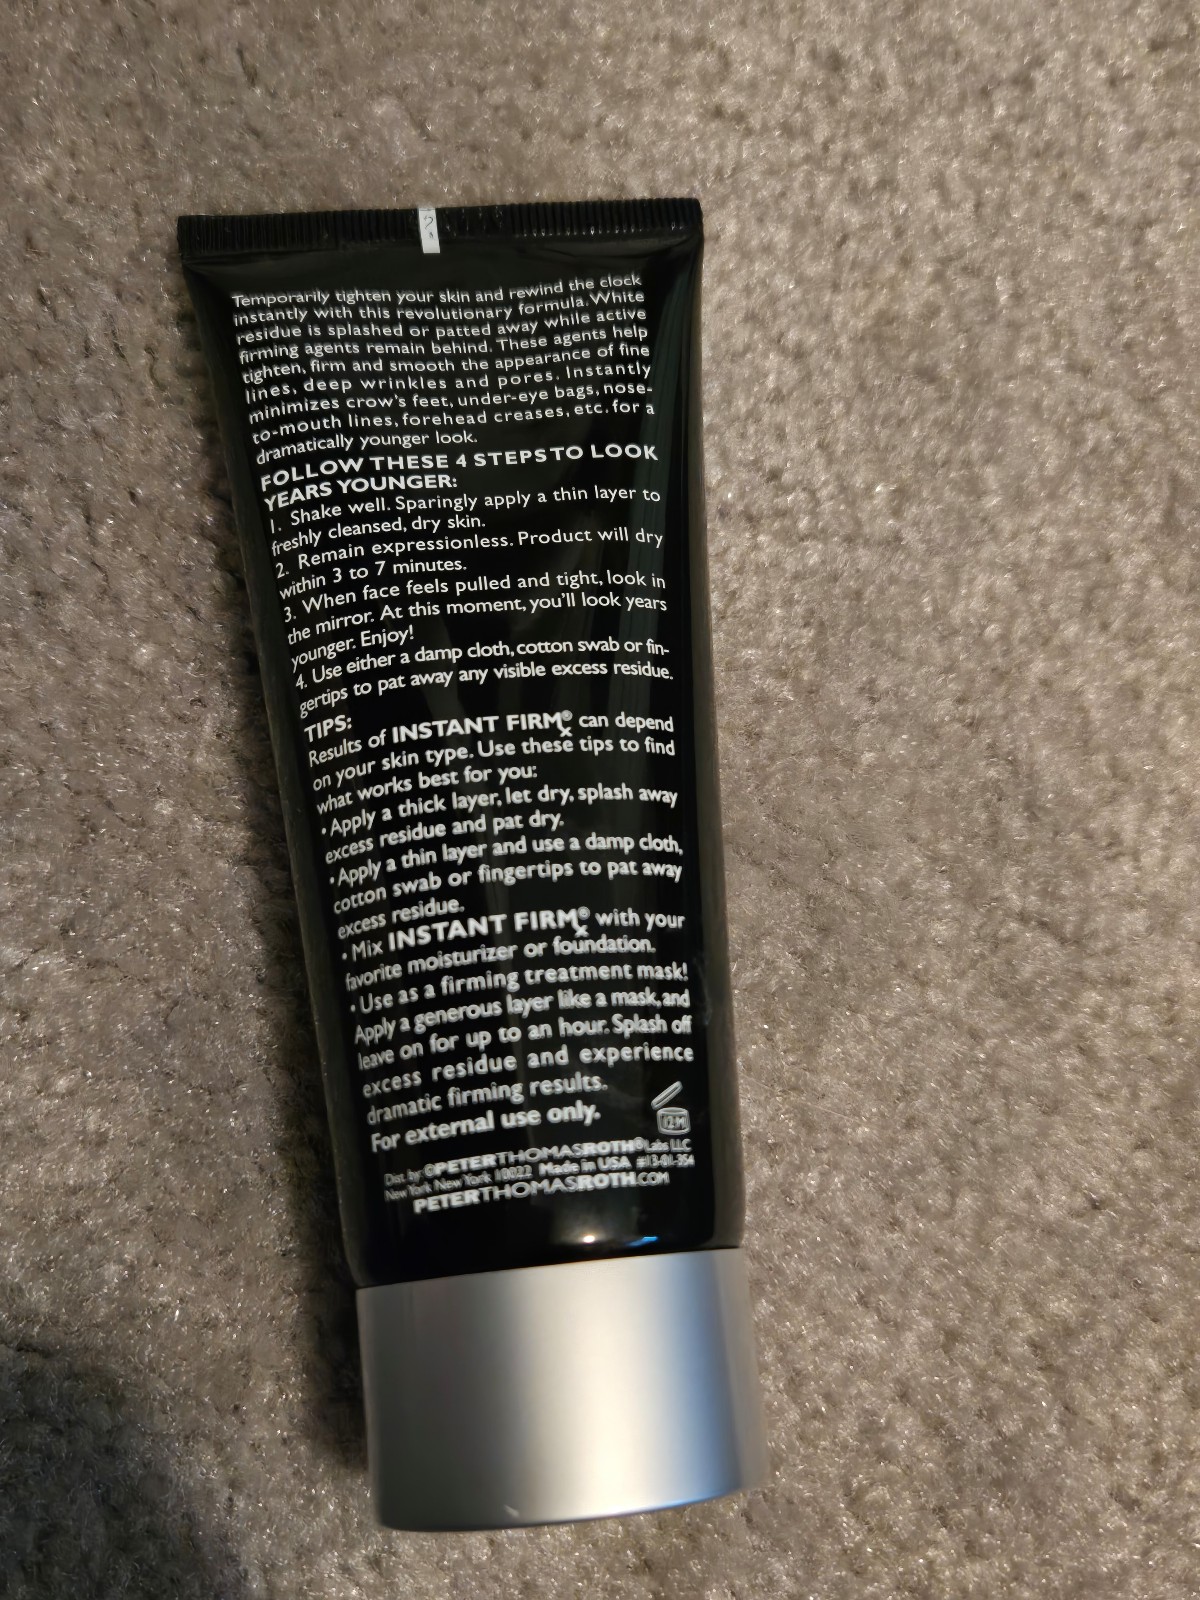 Temporarily tighten your skin and rewind the clock
instantly with this revolutionary formula. White
residue is splashed or patted away while active
firming agents remain behind. These agents help
tighten, firm and smooth the appearance of fine
lines, deep wrinkles and pores. Instantly
minimizes crow's feet, under-eye bags, nose-
to-mouth lines, forehead creases, etc. for a
dramatically younger look.
FOLLOW THESE 4 STEPS TO LOOK
YEARS YOUNGER:
1. Shake well. Sparingly apply a thin layer to
freshly cleansed, dry skin.
2. Remain expressionless. Product will dry
within 3 to 7 minutes.
3. When face feels pulled and tight, look in
the mirror. At this moment, you'll look years
younger. Enjoy!
4. Use either a damp cloth, cotton swab or fin-
gertips to pat away any visible excess residue.
TIPS:
Results of INSTANT FIRMx® can depend
on your skin type. Use these tips to find
what works best for you:
• Apply a thick layer, let dry, splash away
excess residue and pat dry.
• Apply a thin layer and use a damp cloth,
cotton swab or fingertips to pat away
excess residue.
• Mix INSTANT FIRMx® with your
favorite moisturizer or foundation.
• Use as a firming treatment mask!
Apply a generous layer like a mask, and
leave on for up to an hour. Splash off
excess residue and experience
dramatic firming results.
For external use only.
12M
Dist. by: ©PETERTHOMASROTH® Labs LLC
New York New York 10022 Made in USA #13-01-354
PETERTHOMASROTH.COM